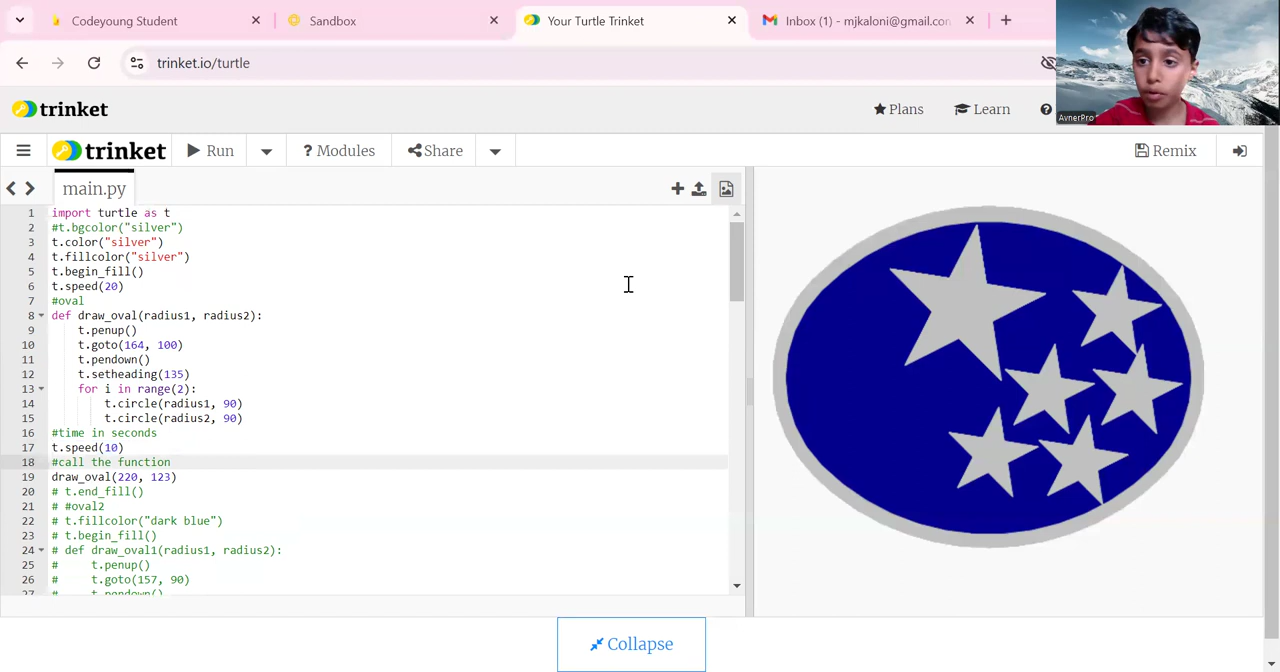 Codeyoung Student
Sandbox
Your Turtle Trinket
Inbox (1) - mjkaloni@gmail.com
trinket.io/turtle
trinket
Plans
Learn
trinket
Run
? Modules
Share
Remix
main.py
1 import turtle as t
2 #t.bgcolor("silver")
3 t.color("silver")
4 t.fillcolor("silver")
5 t.begin_fill()
6 t.speed(20)
7 #oval
8 def draw_oval(radius1, radius2):
9 t.penup()
10 t.goto(164, 100)
11 t.pendown()
12 t.setheading(135)
13 for i in range(2):
14 t.circle(radius1, 90)
15 t.circle(radius2, 90)
16 #time in seconds
17 t.speed(10)
18 #call the function
19 draw_oval(220, 123)
20 # t.end_fill()
21 # #oval2
22 # t.fillcolor("dark blue")
23 # t.begin_fill()
24 # def draw_oval1(radius1, radius2):
25 # t.penup()
26 # t.goto(157, 90)
27 # t.pendown()
Collapse